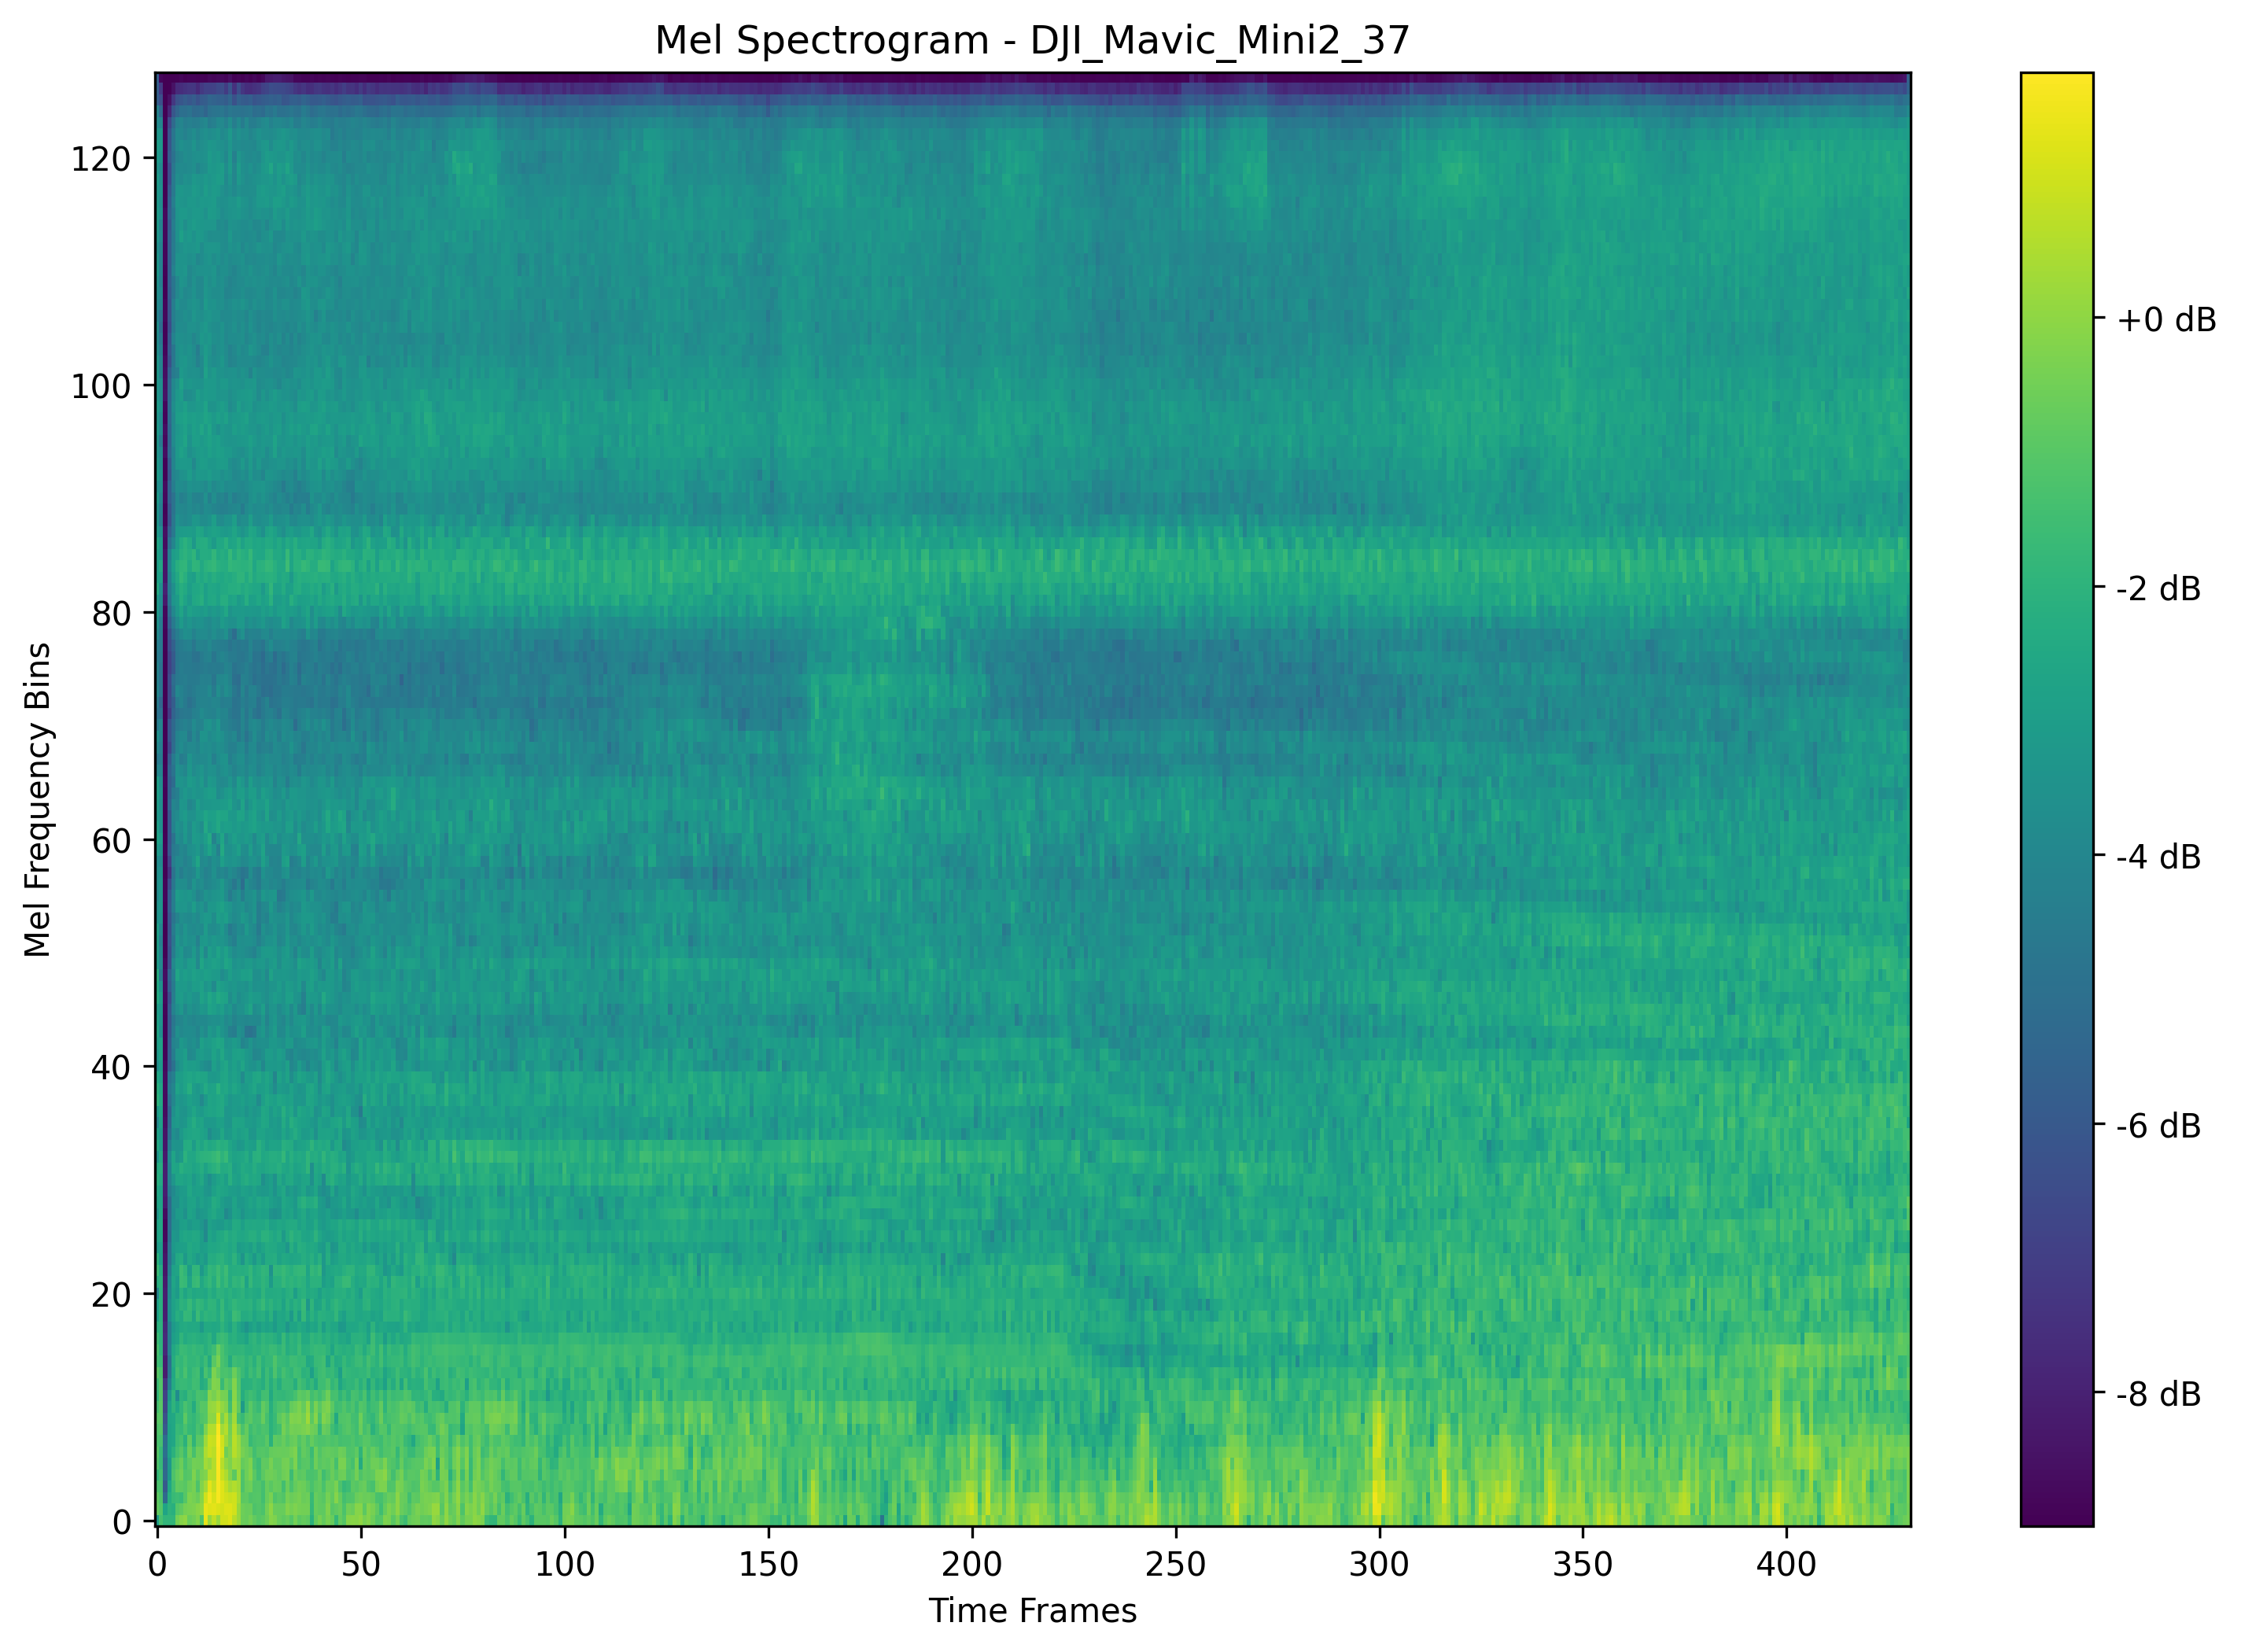 Mel Spectrogram - DJI_Mavic_Mini2_37
Mel Frequency Bins
120
100
80
60
40
20
0
0 50 100 150 200 250 300 350 400
Time Frames
+0 dB
-2 dB
-4 dB
-6 dB
-8 dB